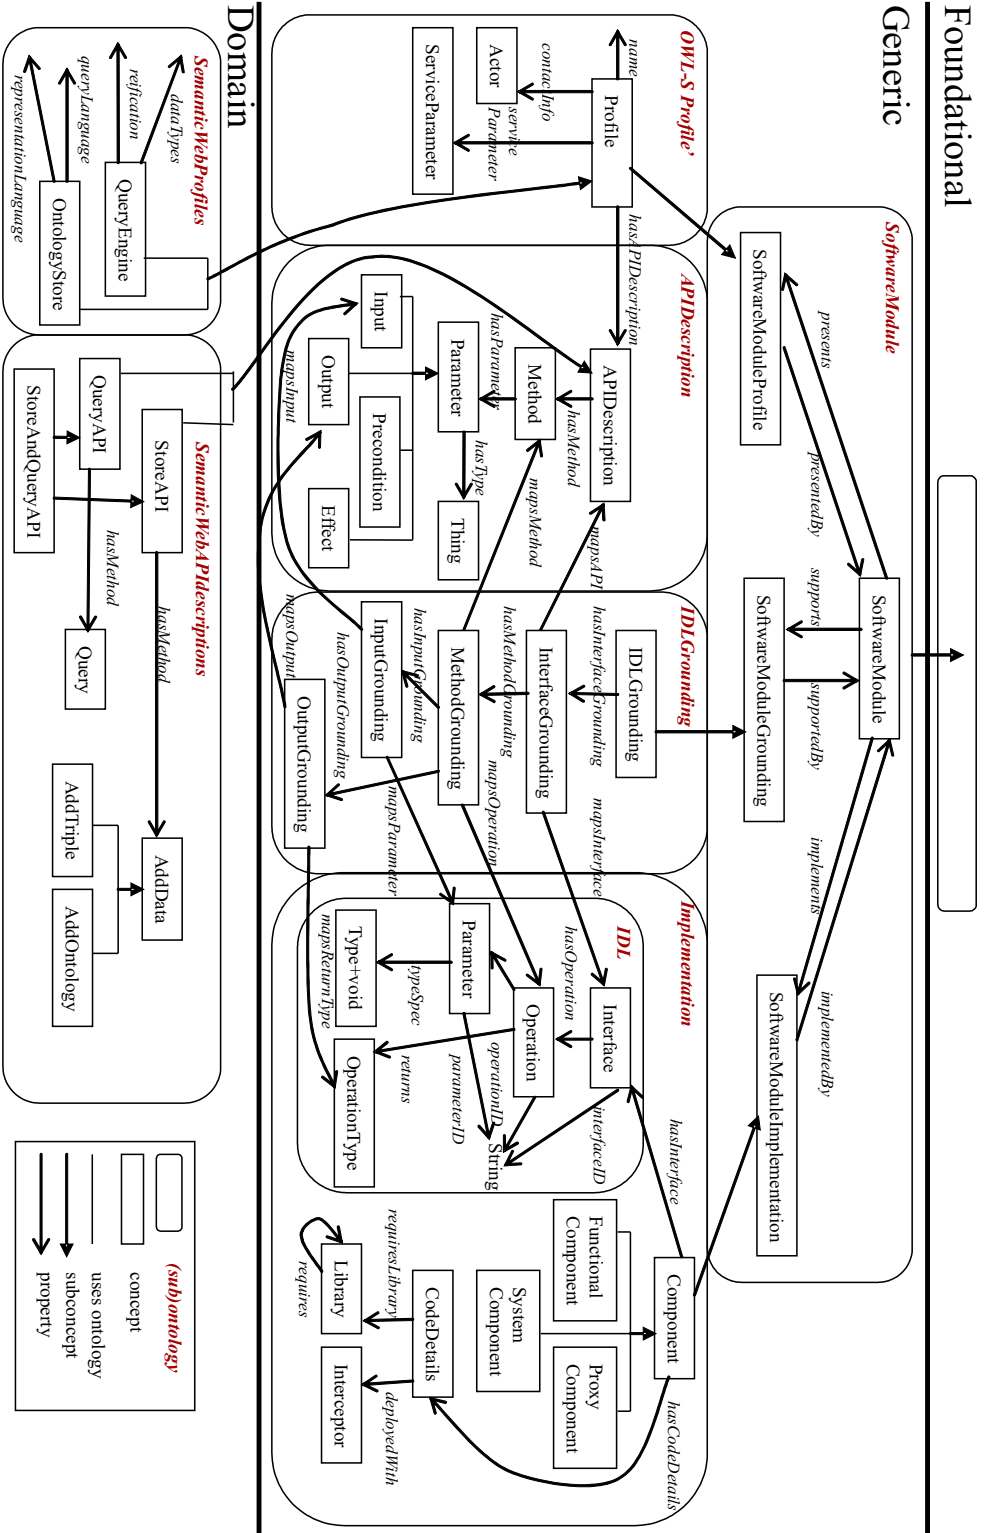 Foundational
Generic
Domain
SoftwareModule
SoftwareModule
presents
presentedBy
supports
supportedBy
implements
implementedBy
SoftwareModuleProfile
SoftwareModuleGrounding
SoftwareModuleImplementation
OWL-S Profile’
name
Profile
contactInfo
Actor
service
Parameter
ServiceParameter
hasAPIDescription
APIDescription
APIDescription
hasMethod
Method
hasParameter
Parameter
hasType
Thing
Input
Output
Precondition
Effect
mapsInput
mapsMethod
mapsAPI
IDLGrounding
IDLGrounding
hasInterfaceGrounding
InterfaceGrounding
hasMethodGrounding
MethodGrounding
hasInputGrounding
InputGrounding
hasOutputGrounding
OutputGrounding
mapsOutput
mapsInterface
mapsOperation
mapsParameter
mapsReturnType
Implementation
IDL
Interface
hasOperation
Operation
Parameter
typeSpec
Type+void
OperationType
returns
interfaceID
operationID
parameterID
String
hasInterface
Component
Functional
Component
System
Component
Proxy
Component
hasCodeDetails
CodeDetails
requiresLibrary
Library
requires
deployedWith
Interceptor
SemanticWebProfiles
dataTypes
reification
queryLanguage
representationLanguage
QueryEngine
OntologyStore
SemanticWebAPIdescriptions
QueryAPI
StoreAPI
StoreAndQueryAPI
hasMethod
hasMethod
Query
AddData
AddTriple
AddOntology
(sub)ontology
concept
uses ontology
subconcept
property